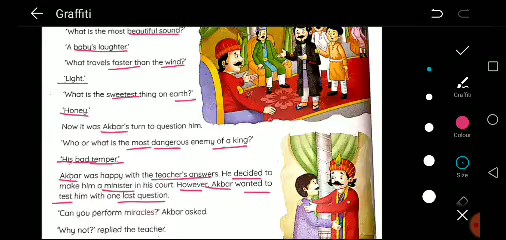 Graffiti
'What is the most beautiful sound?'
'A baby's laughter.'
'What travels faster than the wind?'
'Light.'
'What is the sweetest thing on earth?'
'Honey.'
Now it was Akbar's turn to question him.
'Who or what is the most dangerous enemy of a king?'
'His bad temper.'
Akbar was happy with the teacher's answers. He decided to
make him a minister in his court. However, Akbar wanted to
test him with one last question.
'Can you perform miracles?' Akbar asked.
'Why not?' replied the teacher.
Graffiti
Colour
Size